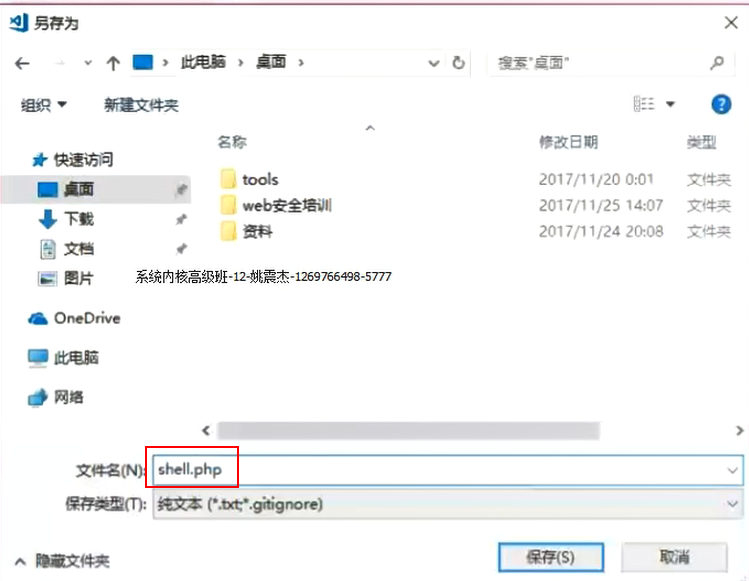 另存为
此电脑 桌面
搜索"桌面"
组织 新建文件夹
名称 修改日期 类型
快速访问
桌面
下载
文档
图片
OneDrive
此电脑
网络
tools 2017/11/20 0:01 文件夹
web安全培训 2017/11/25 14:07 文件夹
资料 2017/11/24 20:08 文件夹
系统内核高级班-12-姚震杰-1269766498-5777
文件名(N): shell.php
保存类型(T): 纯文本 (*.txt;*.gitignore)
隐藏文件夹 保存(S) 取消